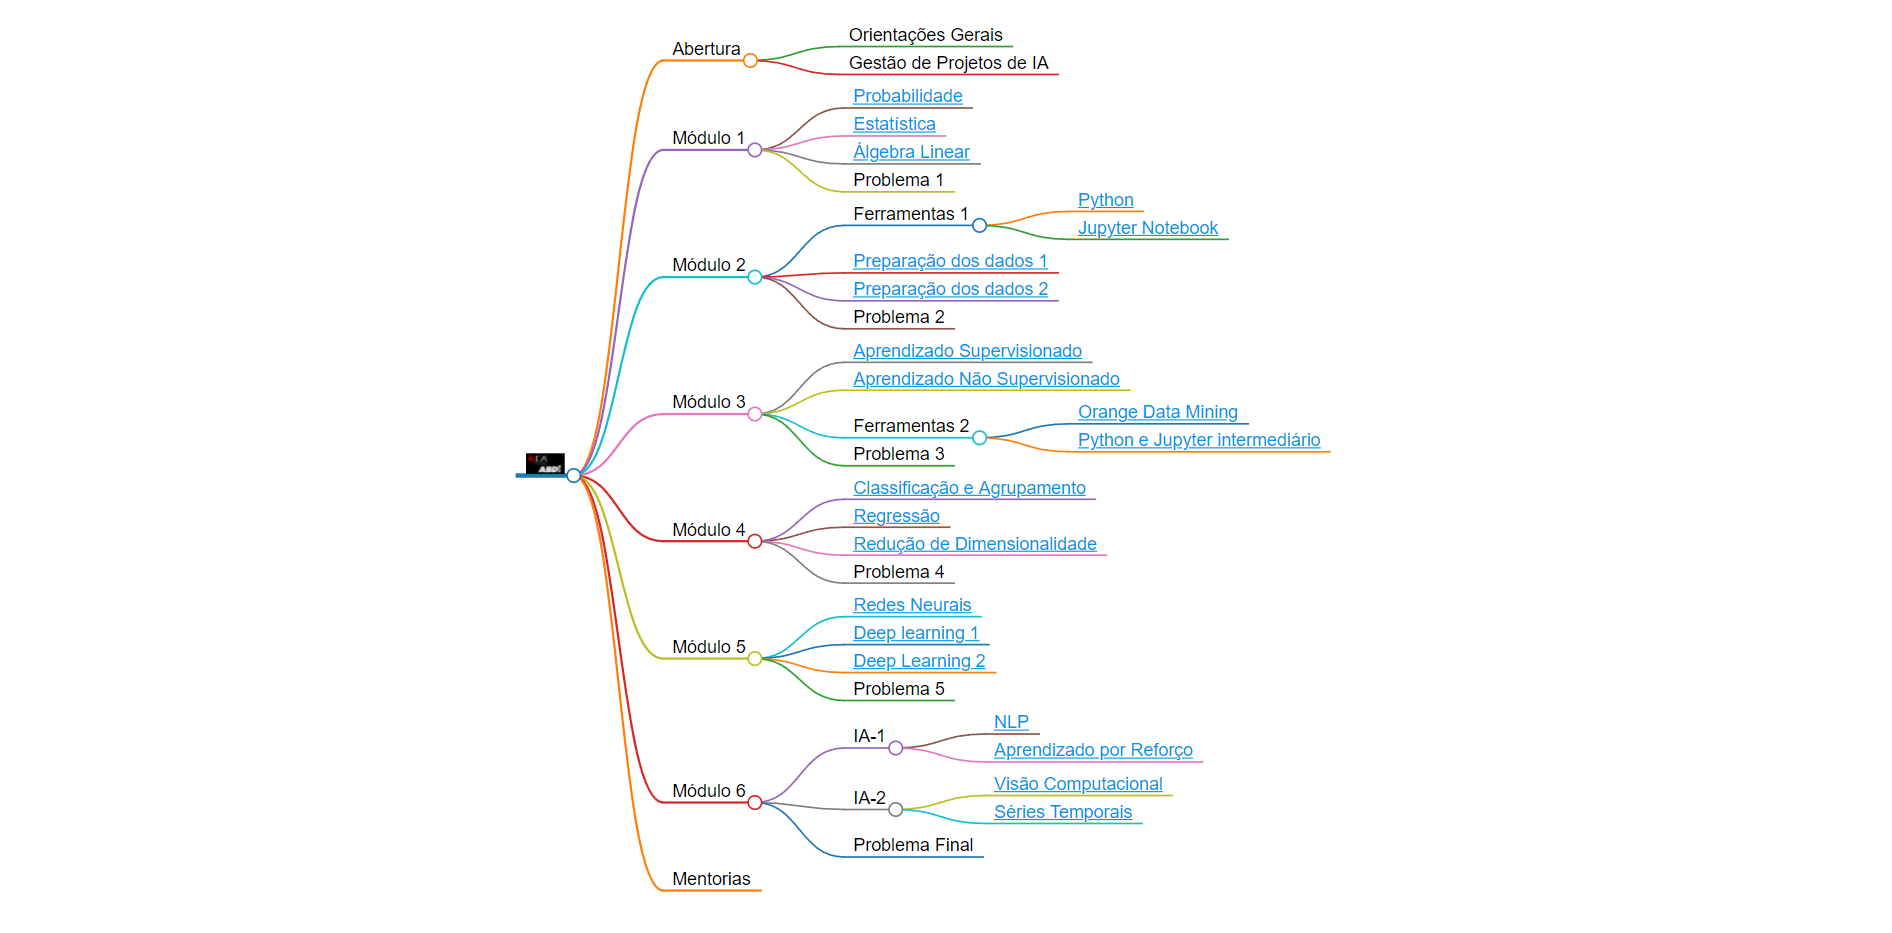 Abertura
Orientações Gerais
Gestão de Projetos de IA
Módulo 1
Probabilidade
Estatística
Álgebra Linear
Problema 1
Módulo 2
Ferramentas 1
Python
Jupyter Notebook
Preparação dos dados 1
Preparação dos dados 2
Problema 2
Módulo 3
Aprendizado Supervisionado
Aprendizado Não Supervisionado
Ferramentas 2
Orange Data Mining
Python e Jupyter intermediário
Problema 3
Módulo 4
Classificação e Agrupamento
Regressão
Redução de Dimensionalidade
Problema 4
Módulo 5
Redes Neurais
Deep learning 1
Deep Learning 2
Problema 5
Módulo 6
IA-1
NLP
Aprendizado por Reforço
IA-2
Visão Computacional
Séries Temporais
Problema Final
Mentorias